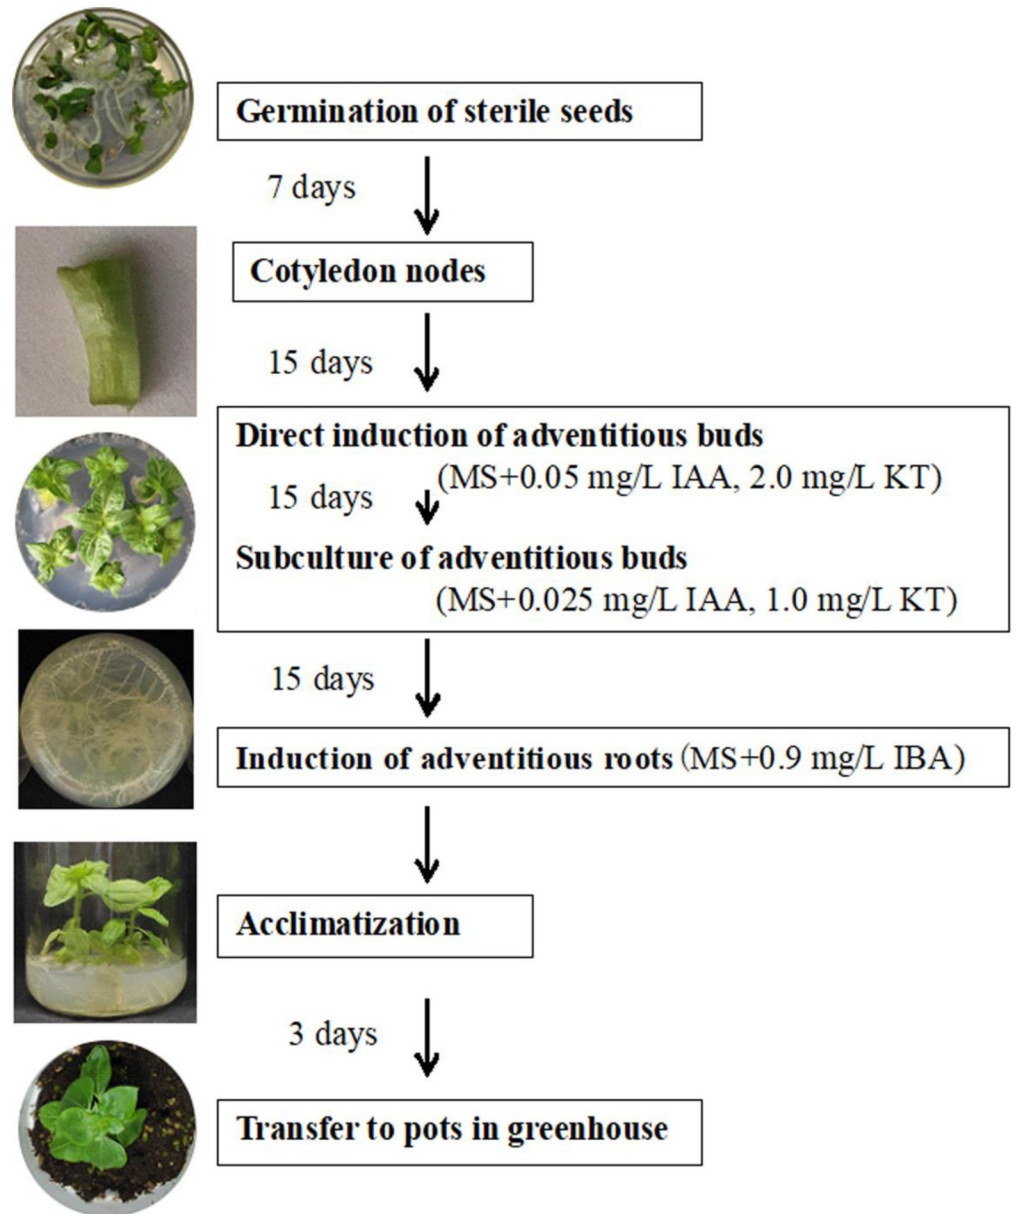 Germination of sterile seeds
7 days
Cotyledon nodes
15 days
Direct induction of adventitious buds
(MS+0.05 mg/L IAA, 2.0 mg/L KT)
15 days
Subculture of adventitious buds
(MS+0.025 mg/L IAA, 1.0 mg/L KT)
15 days
Induction of adventitious roots (MS+0.9 mg/L IBA)
Acclimatization
3 days
Transfer to pots in greenhouse